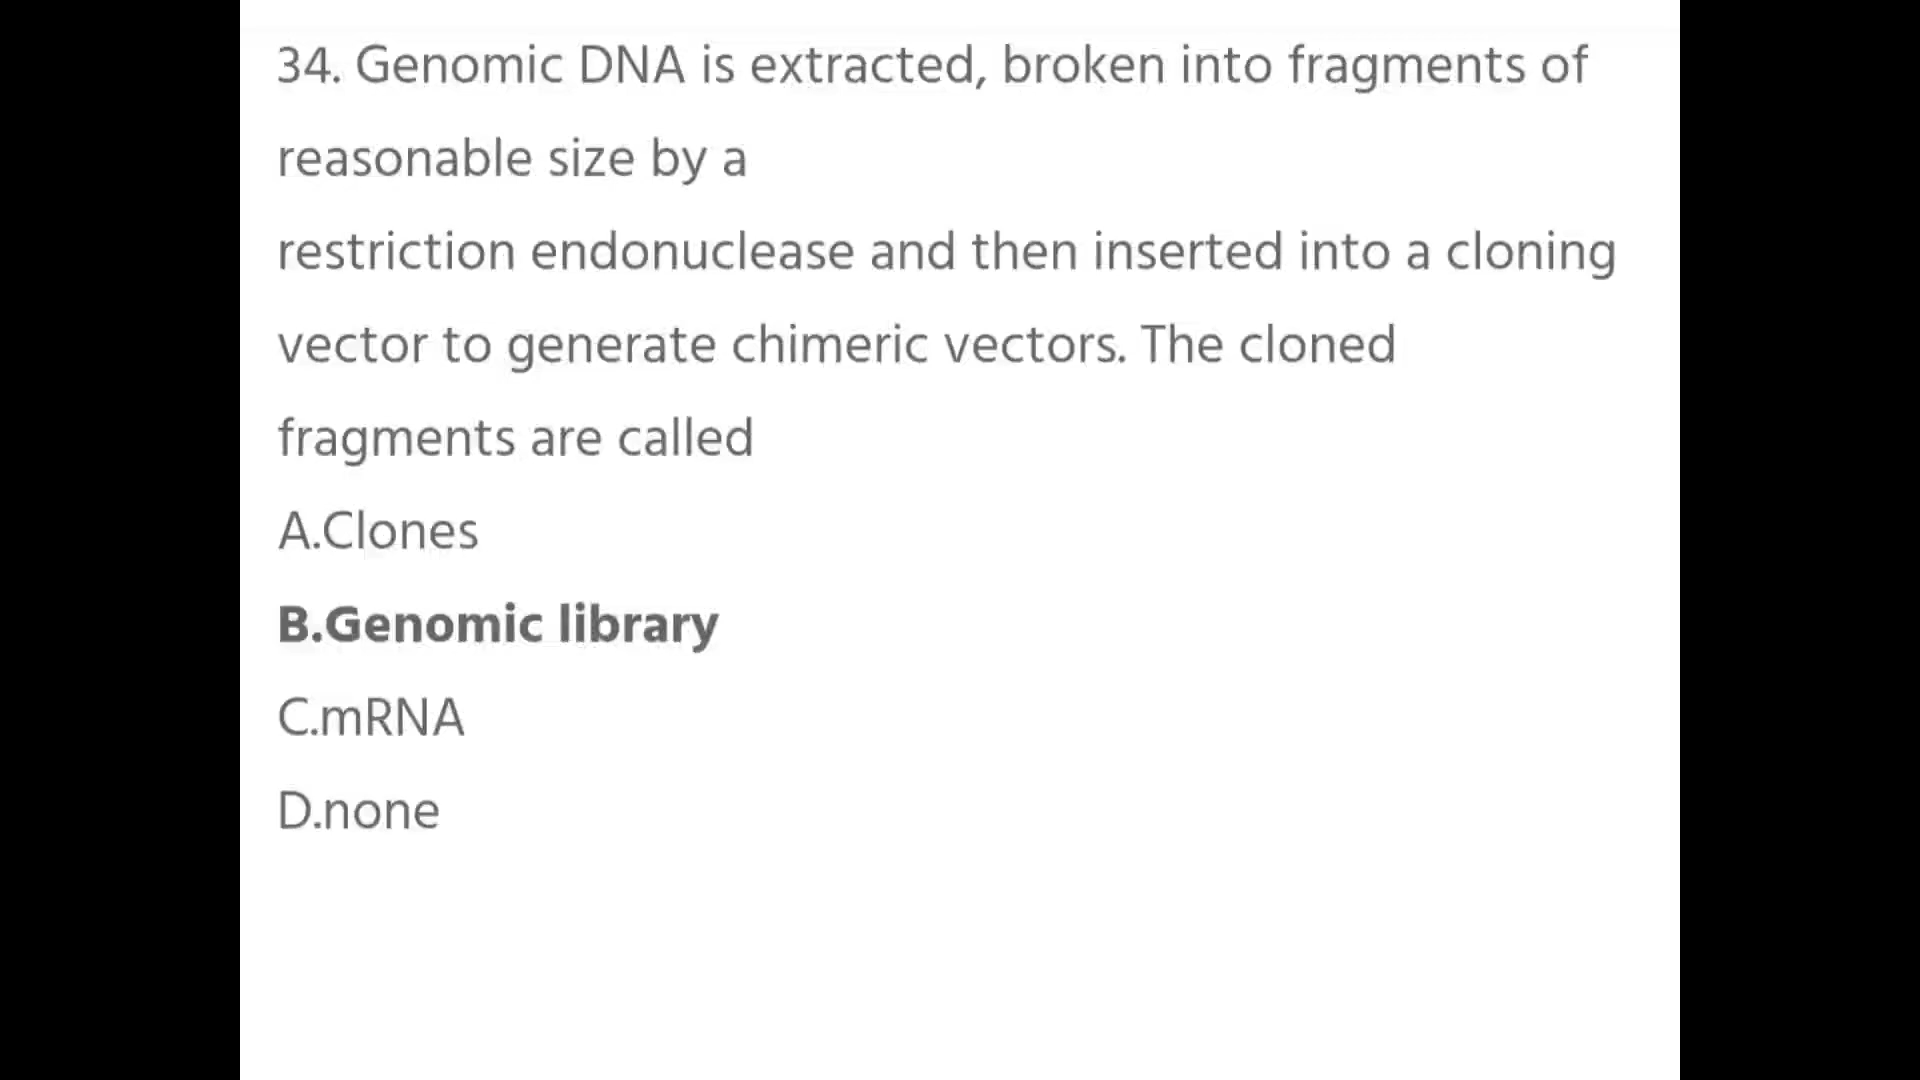 34. Genomic DNA is extracted, broken into fragments of
reasonable size by a
restriction endonuclease and then inserted into a cloning
vector to generate chimeric vectors. The cloned
fragments are called
A.Clones
B.Genomic library
C.mRNA
D.none